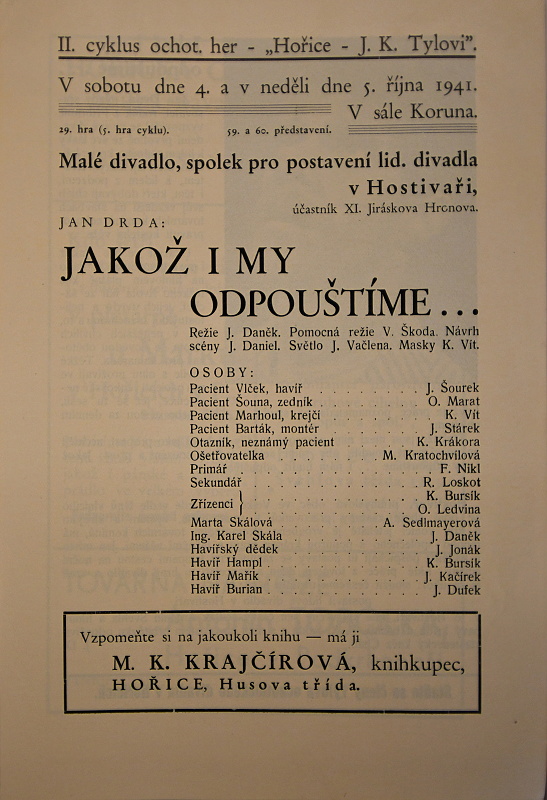 II. cyklus ochot. her - „Hořice - J. K. Tylovi".
V sobotu dne 4. a v neděli dne 5. října 1941.
V sále Koruna.
29. hra (5. hra cyklu). 59. a 60. představení.
Malé divadlo, spolek pro postavení lid. divadla
v Hostivaři,
účastník XI. Jiráskova Hronova.
JAN DRDA:
JAKOŽ I MY
ODPOUŠTÍME...
Režie J. Daněk. Pomocná režie V. Škoda. Návrh
scény J. Daniel. Světlo J. Vačlena. Masky K. Vít.
OSOBY:
Pacient Vlček, havíř . . . . . . . . J. Šourek
Pacient Šouna, zedník . . . . . . . . O. Marat
Pacient Marhoul, krejčí . . . . . . . . K. Vít
Pacient Barták, montér . . . . . . . . J. Stárek
Otazník, neznámý pacient . . . . . . K. Krákora
Ošetřovatelka . . . . . . . . M. Kratochvílová
Primář . . . . . . . . . . . . . . F. Nikl
Sekundář . . . . . . . . . . . . R. Loskot
Zřízenci } . . . . . . . . . . . . K. Bursík
. . . . . . . . . . . . O. Ledvina
Marta Skálová . . . . . . . . A. Sedlmayerová
Ing. Karel Skála . . . . . . . . . . J. Daněk
Havířský dědek . . . . . . . . . . J. Jonák
Havíř Hampl . . . . . . . . . . . K. Bursík
Havíř Mařík . . . . . . . . . . . J. Kačírek
Havíř Burian . . . . . . . . . . . J. Dufek
Vzpomeňte si na jakoukoli knihu — má ji
M. K. KRAJČÍROVÁ, knihkupec,
HOŘICE, Husova třída.